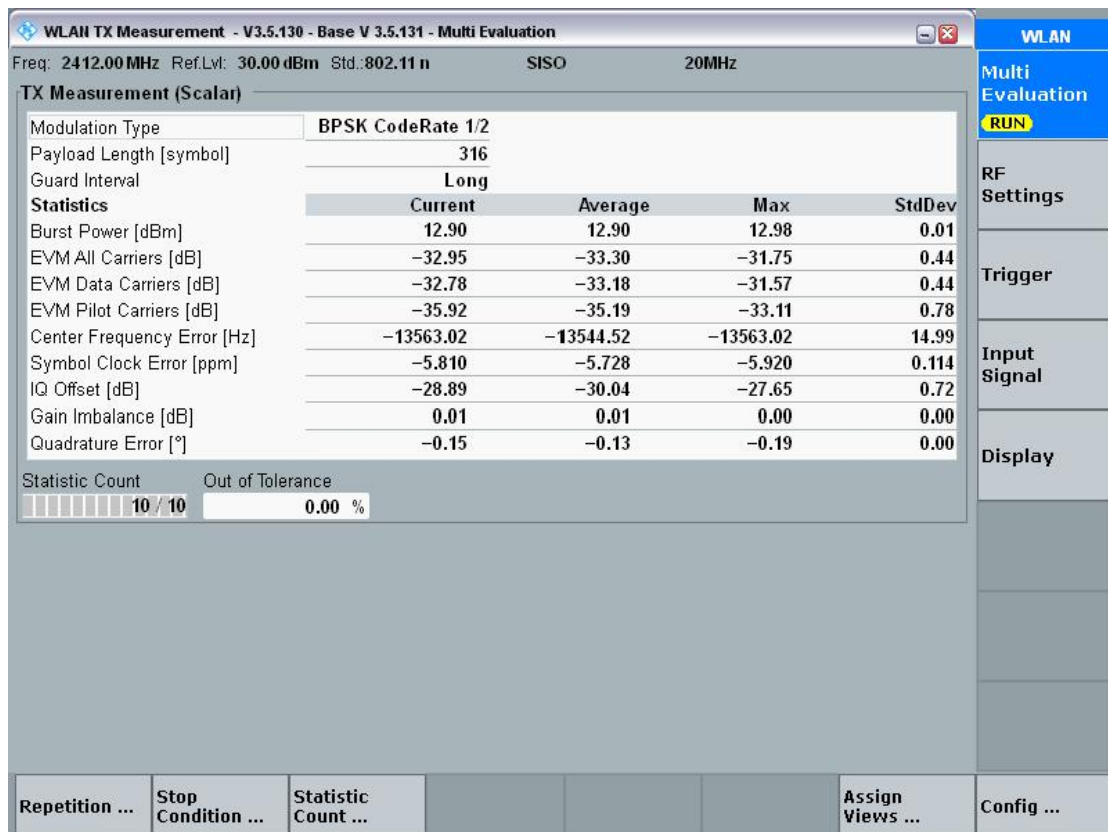 WLAN TX Measurement - V3.5.130 - Base V 3.5.131 - Multi Evaluation
Freq: 2412.00 MHz Ref.Lvl: 30.00 dBm Std.: 802.11 n SISO 20MHz
TX Measurement (Scalar)
Modulation Type BPSK CodeRate 1/2
Payload Length [symbol] 316
Guard Interval Long
Statistics Current Average Max StdDev
Burst Power [dBm] 12.90 12.90 12.98 0.01
EVM All Carriers [dB] −32.95 −33.30 −31.75 0.44
EVM Data Carriers [dB] −32.78 −33.18 −31.57 0.44
EVM Pilot Carriers [dB] −35.92 −35.19 −33.11 0.78
Center Frequency Error [Hz] −13563.02 −13544.52 −13563.02 14.99
Symbol Clock Error [ppm] −5.810 −5.728 −5.920 0.114
IQ Offset [dB] −28.89 −30.04 −27.65 0.72
Gain Imbalance [dB] 0.01 0.01 0.00 0.00
Quadrature Error [°] −0.15 −0.13 −0.19 0.00
Statistic Count Out of Tolerance
10 / 10 0.00 %
WLAN
Multi
Evaluation
RUN
RF
Settings
Trigger
Input
Signal
Display
Repetition ...
Stop
Condition ...
Statistic
Count ...
Assign
Views ...
Config ...